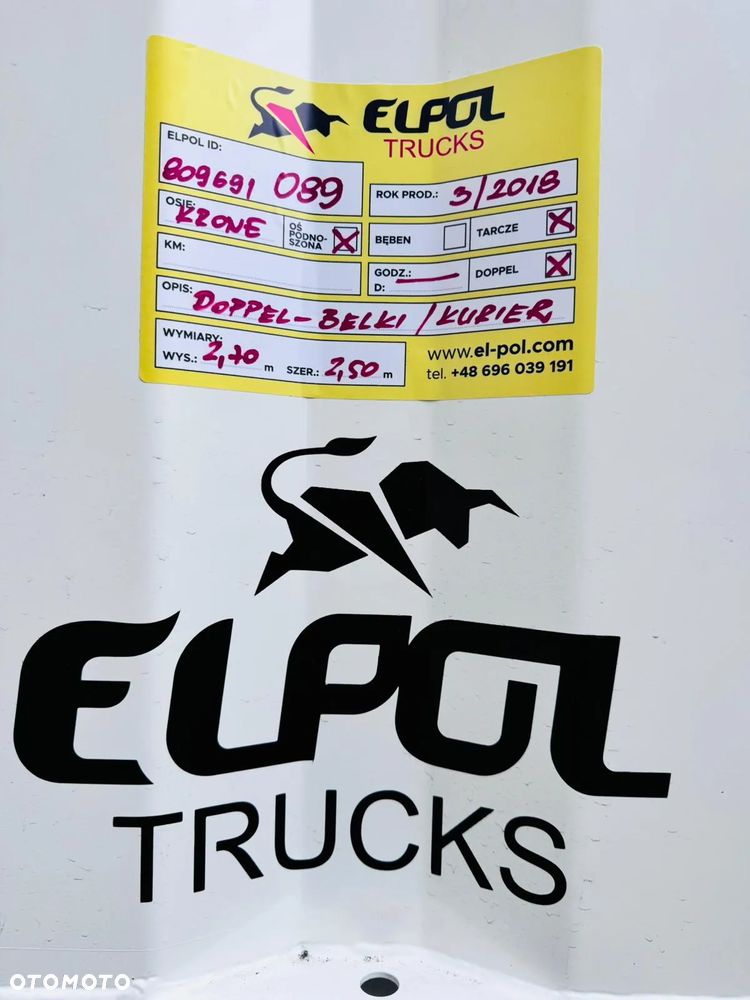 ELPOL
TRUCKS
ELPOL ID:
809691 089
ROK PROD.: 3/2018
OSIE: KRONE
OŚ PODNO-SZONA X
BĘBEN
TARCZE X
KM:
GODZ.: —
D:
DOPPEL X
OPIS: DOPPEL-BELKI/KURIER
WYMIARY:
WYS.: 2,70 m SZER.: 2,50 m
www.el-pol.com
tel. +48 696 039 191
ELPOL
TRUCKS
OTOMOTO